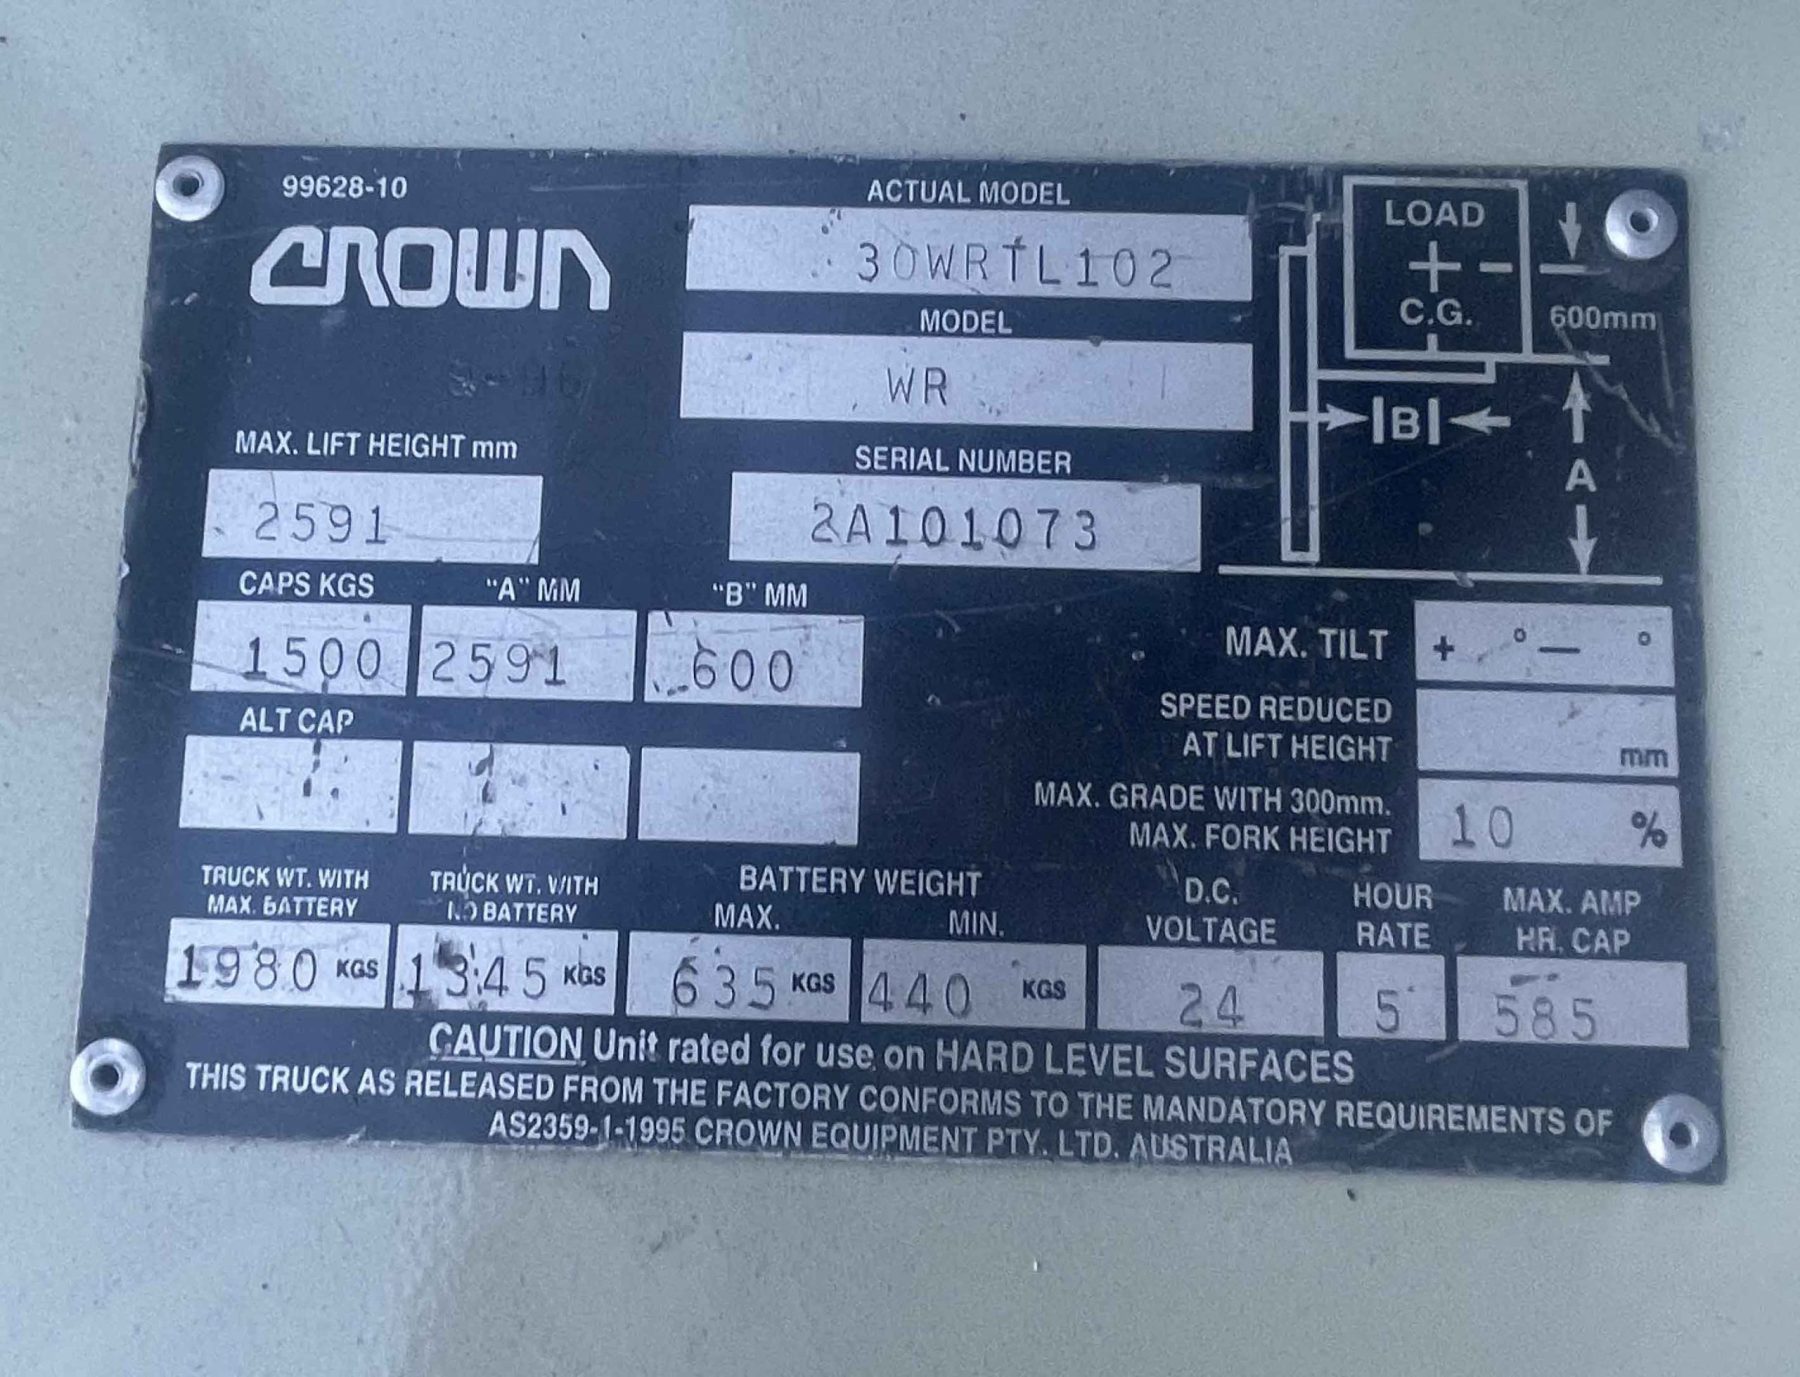 99628-10
CROWN
ACTUAL MODEL
30WRTL102
MODEL
WR
MAX. LIFT HEIGHT mm
2591
SERIAL NUMBER
2A101073
LOAD
C.G.
600mm
B
A
CAPS KGS "A" MM "B" MM
1500 2591 600
ALT CAP
MAX. TILT + ° — °
SPEED REDUCED
AT LIFT HEIGHT mm
MAX. GRADE WITH 300mm.
MAX. FORK HEIGHT 10 %
TRUCK WT. WITH
MAX. BATTERY
1980 KGS
TRUCK WT. WITH
NO BATTERY
1345 KGS
BATTERY WEIGHT
MAX. MIN.
635 KGS 440 KGS
D.C.
VOLTAGE
24
HOUR
RATE
5
MAX. AMP
HR. CAP
585
CAUTION Unit rated for use on HARD LEVEL SURFACES
THIS TRUCK AS RELEASED FROM THE FACTORY CONFORMS TO THE MANDATORY REQUIREMENTS OF
AS2359-1-1995 CROWN EQUIPMENT PTY. LTD. AUSTRALIA